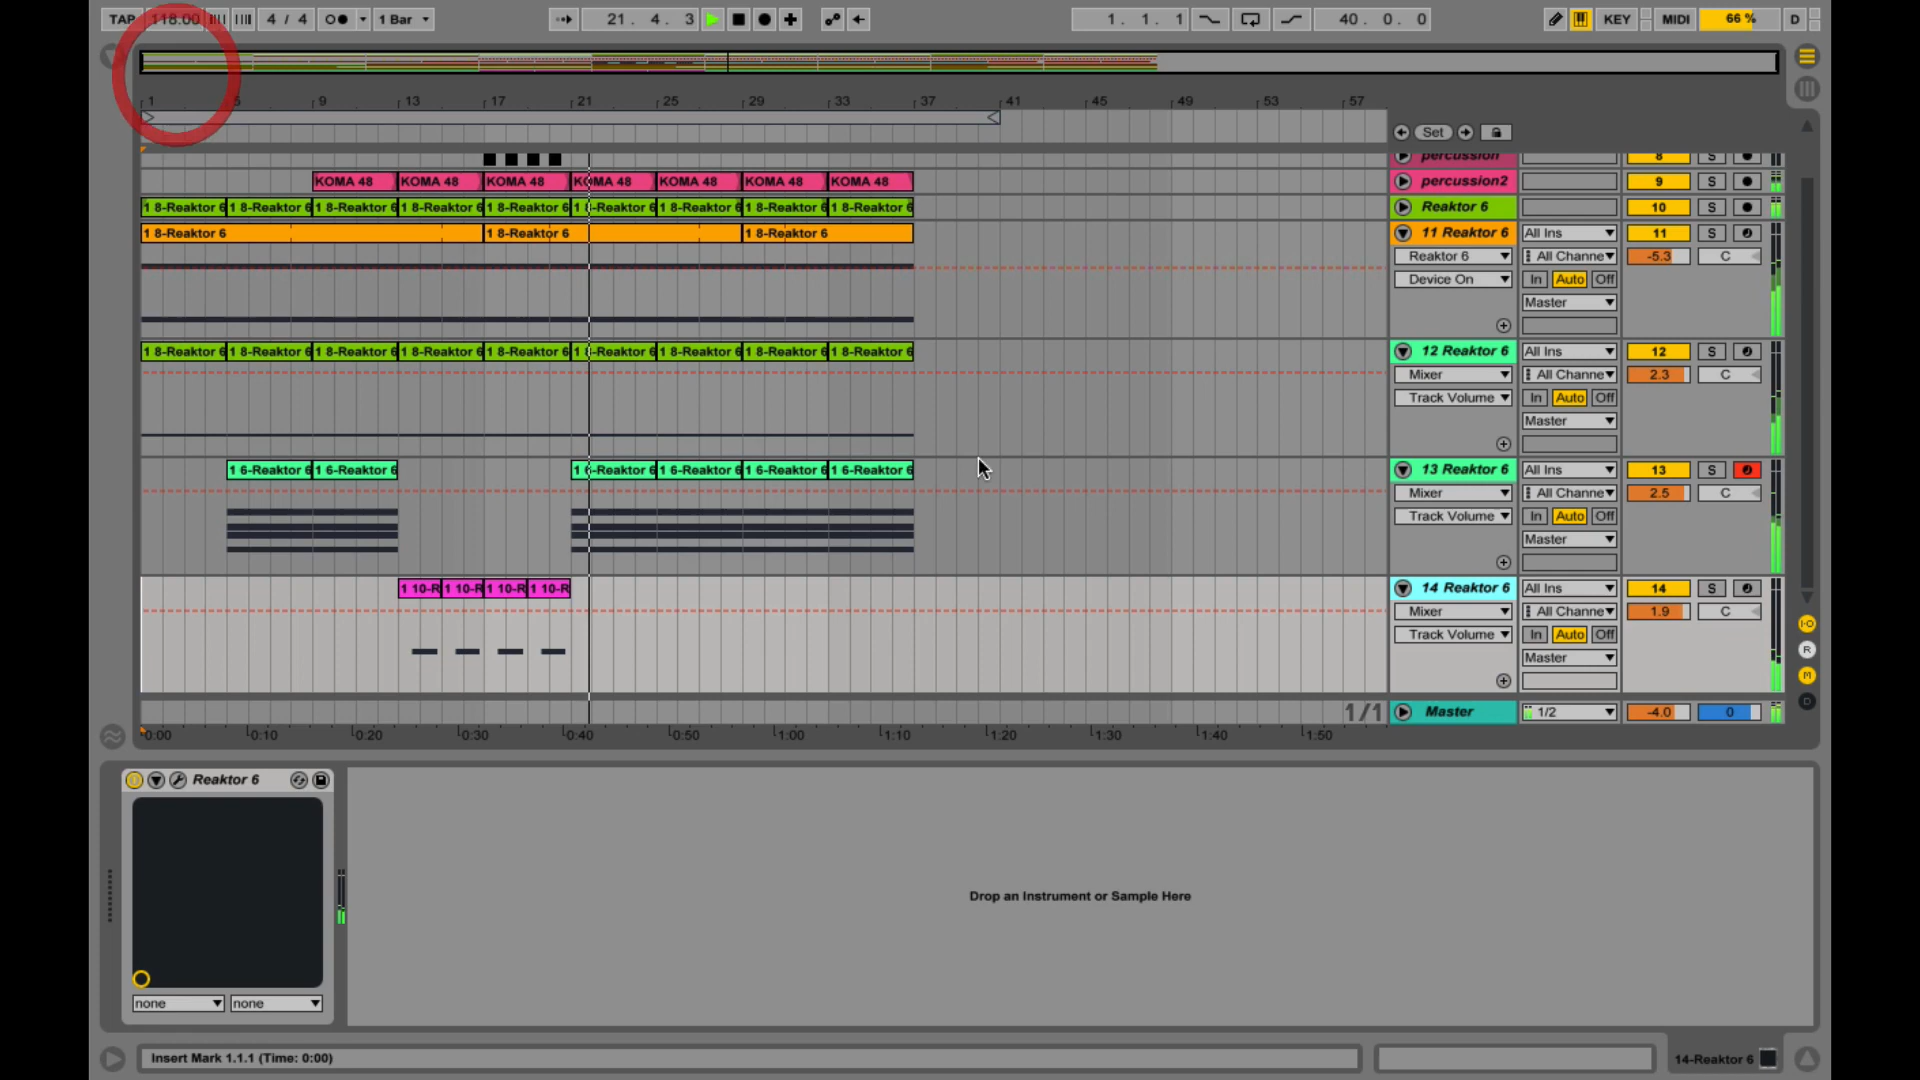 TAP 118.00 4 / 4 1 Bar 21. 4. 3 1. 1. 1 40. 0. 0 KEY MIDI 66 % D
1 5 9 13 17 21 25 29 33 37 41 45 49 53 57
Set
percussion 8 S
KOMA 48 KOMA 48 KOMA 48 KOMA 48 KOMA 48 KOMA 48 KOMA 48 percussion2 9 S
1 8-Reaktor 6 1 8-Reaktor 6 1 8-Reaktor 6 1 8-Reaktor 6 1 8-Reaktor 6 1 8-Reaktor 6 1 8-Reaktor 6 1 8-Reaktor 6 1 8-Reaktor 6 Reaktor 6 10 S
1 8-Reaktor 6 1 8-Reaktor 6 1 8-Reaktor 6 11 Reaktor 6 All Ins 11 S
Reaktor 6 All Channe -5.3 C
Device On In Auto Off
Master
1 8-Reaktor 6 1 8-Reaktor 6 1 8-Reaktor 6 1 8-Reaktor 6 1 8-Reaktor 6 1 8-Reaktor 6 1 8-Reaktor 6 1 8-Reaktor 6 1 8-Reaktor 6 12 Reaktor 6 All Ins 12 S
Mixer All Channe 2.3 C
Track Volume In Auto Off
Master
1 6-Reaktor 6 1 6-Reaktor 6 1 6-Reaktor 6 1 6-Reaktor 6 1 6-Reaktor 6 1 6-Reaktor 6 13 Reaktor 6 All Ins 13 S
Mixer All Channe 2.5 C
Track Volume In Auto Off
Master
1 10-R 1 10-R 1 10-R 1 10-R 14 Reaktor 6 All Ins 14 S
Mixer All Channe 1.9 C
Track Volume In Auto Off
Master
I-O
R
M
D
1/1 Master 1/2 -4.0 0
0:00 0:10 0:20 0:30 0:40 0:50 1:00 1:10 1:20 1:30 1:40 1:50
Reaktor 6
Drop an Instrument or Sample Here
none none
Insert Mark 1.1.1 (Time: 0:00) 14-Reaktor 6